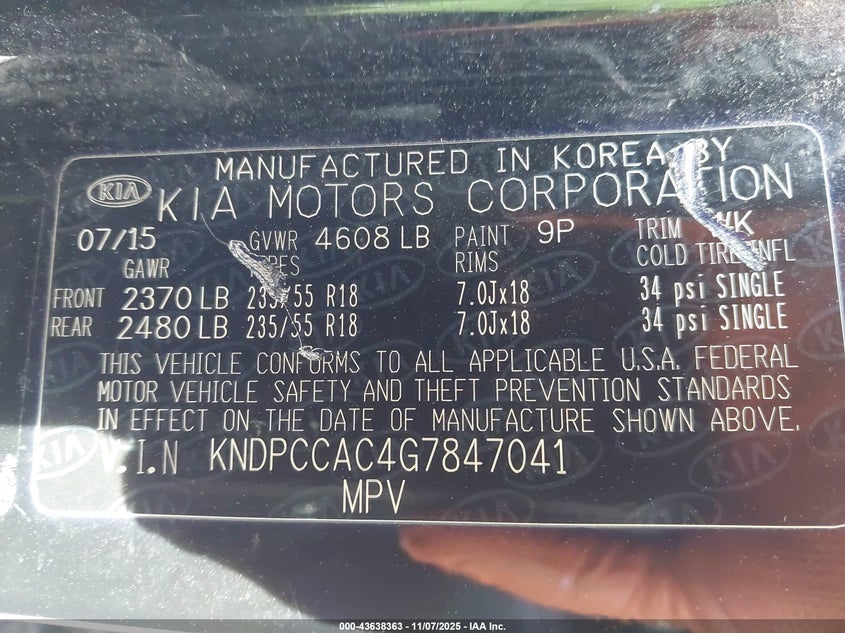 MANUFACTURED IN KOREA BY
KIA KIA MOTORS CORPORATION
07/15 GVWR 4608 LB PAINT 9P TRIM
GAWR RIMS COLD TIRE INFL
FRONT 2370 LB 235/55 R18 7.0Jx18 34 psi SINGLE
REAR 2480 LB 235/55 R18 7.0Jx18 34 psi SINGLE
THIS VEHICLE CONFORMS TO ALL APPLICABLE U.S.A. FEDERAL
MOTOR VEHICLE SAFETY AND THEFT PREVENTION STANDARDS
IN EFFECT ON THE DATE OF MANUFACTURE SHOWN ABOVE.
V.I.N KNDPCCAC4G7847041
MPV
000-43638363 - 11/07/2025 - IAA Inc.